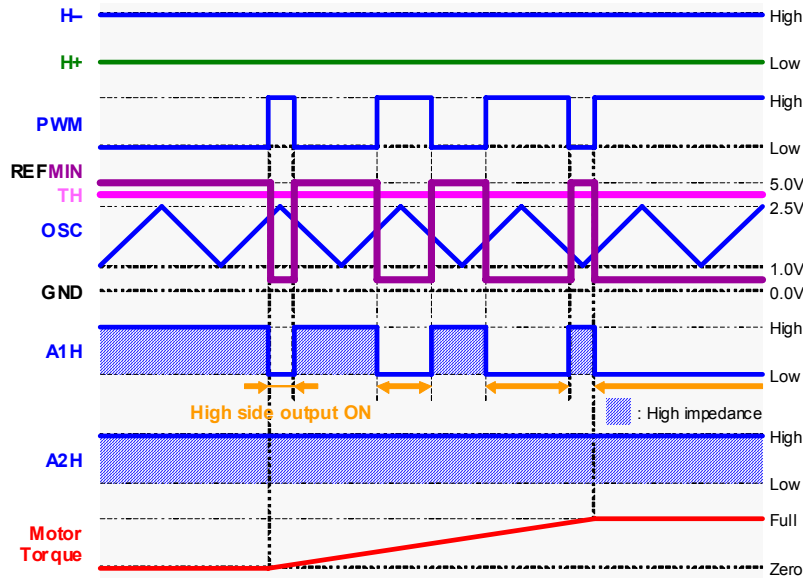 H–
High
H+
Low
High
PWM
Low
REFMIN
5.0V
TH
2.5V
OSC
1.0V
GND
0.0V
High
A1H
Low
High side output ON
: High impedance
High
A2H
Low
Full
Motor
Torque
Zero